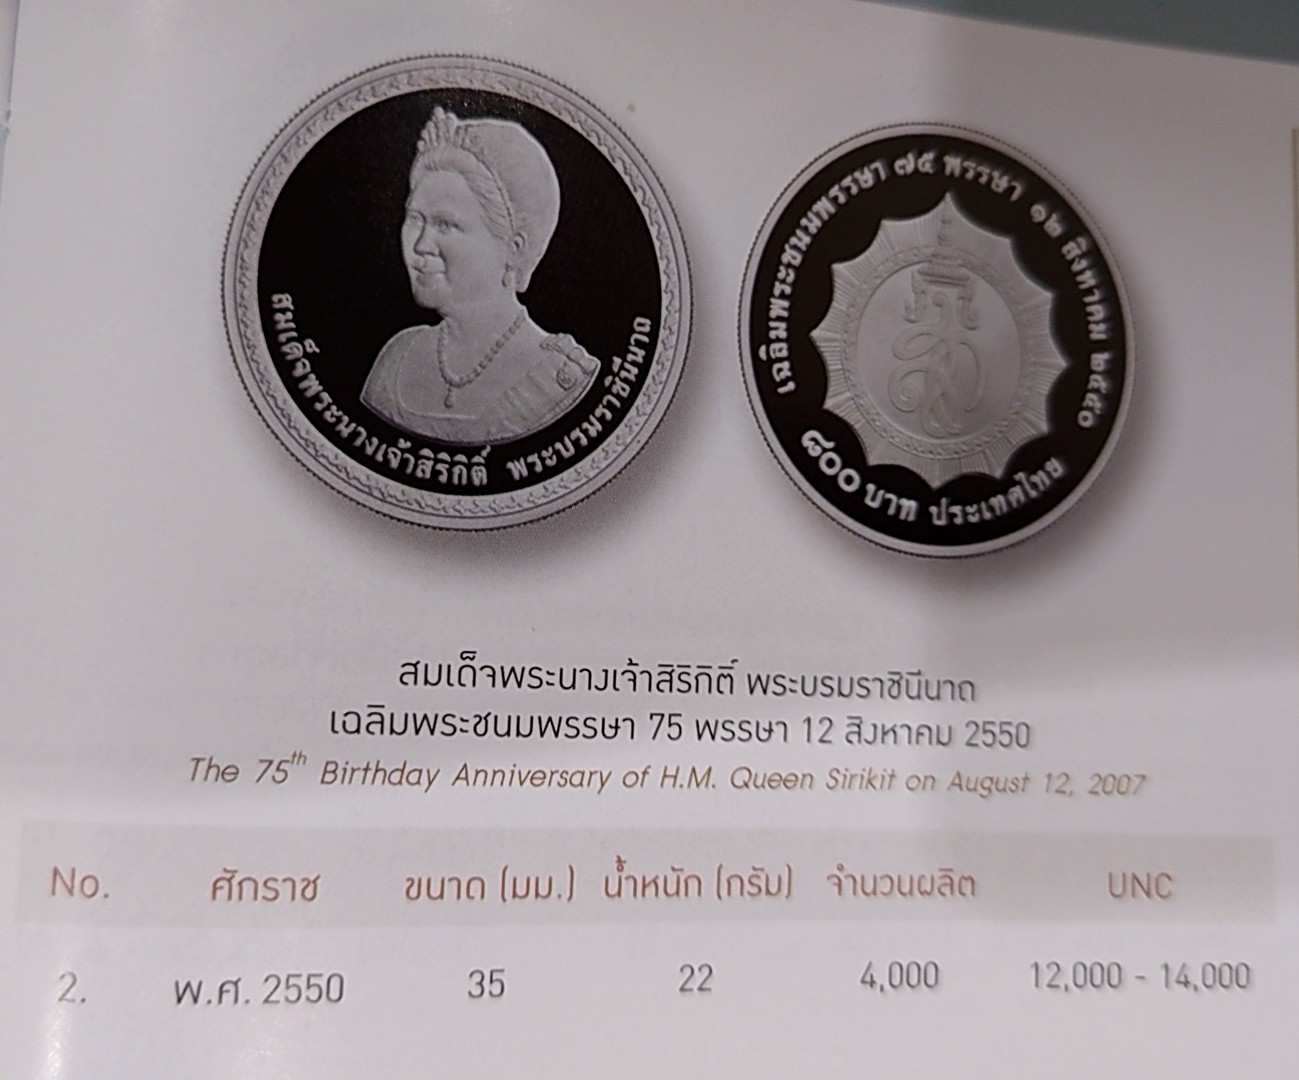 สมเด็จพระนางเจ้าสิริกิติ์ พระบรมราชินีนาถ
เฉลิมพระชนมพรรษา ๗๕ พรรษา ๑๒ สิงหาคม ๒๕๕๐
๘๐๐ บาท ประเทศไทย
สมเด็จพระนางเจ้าสิริกิติ์ พระบรมราชินีนาถ
เฉลิมพระชนมพรรษา 75 พรรษา 12 สิงหาคม 2550
The 75th Birthday Anniversary of H.M. Queen Sirikit on August 12, 2007
No. ศักราช ขนาด (มม.) น้ำหนัก (กรัม) จำนวนผลิต UNC
2. พ.ศ. 2550 35 22 4,000 12,000 - 14,000